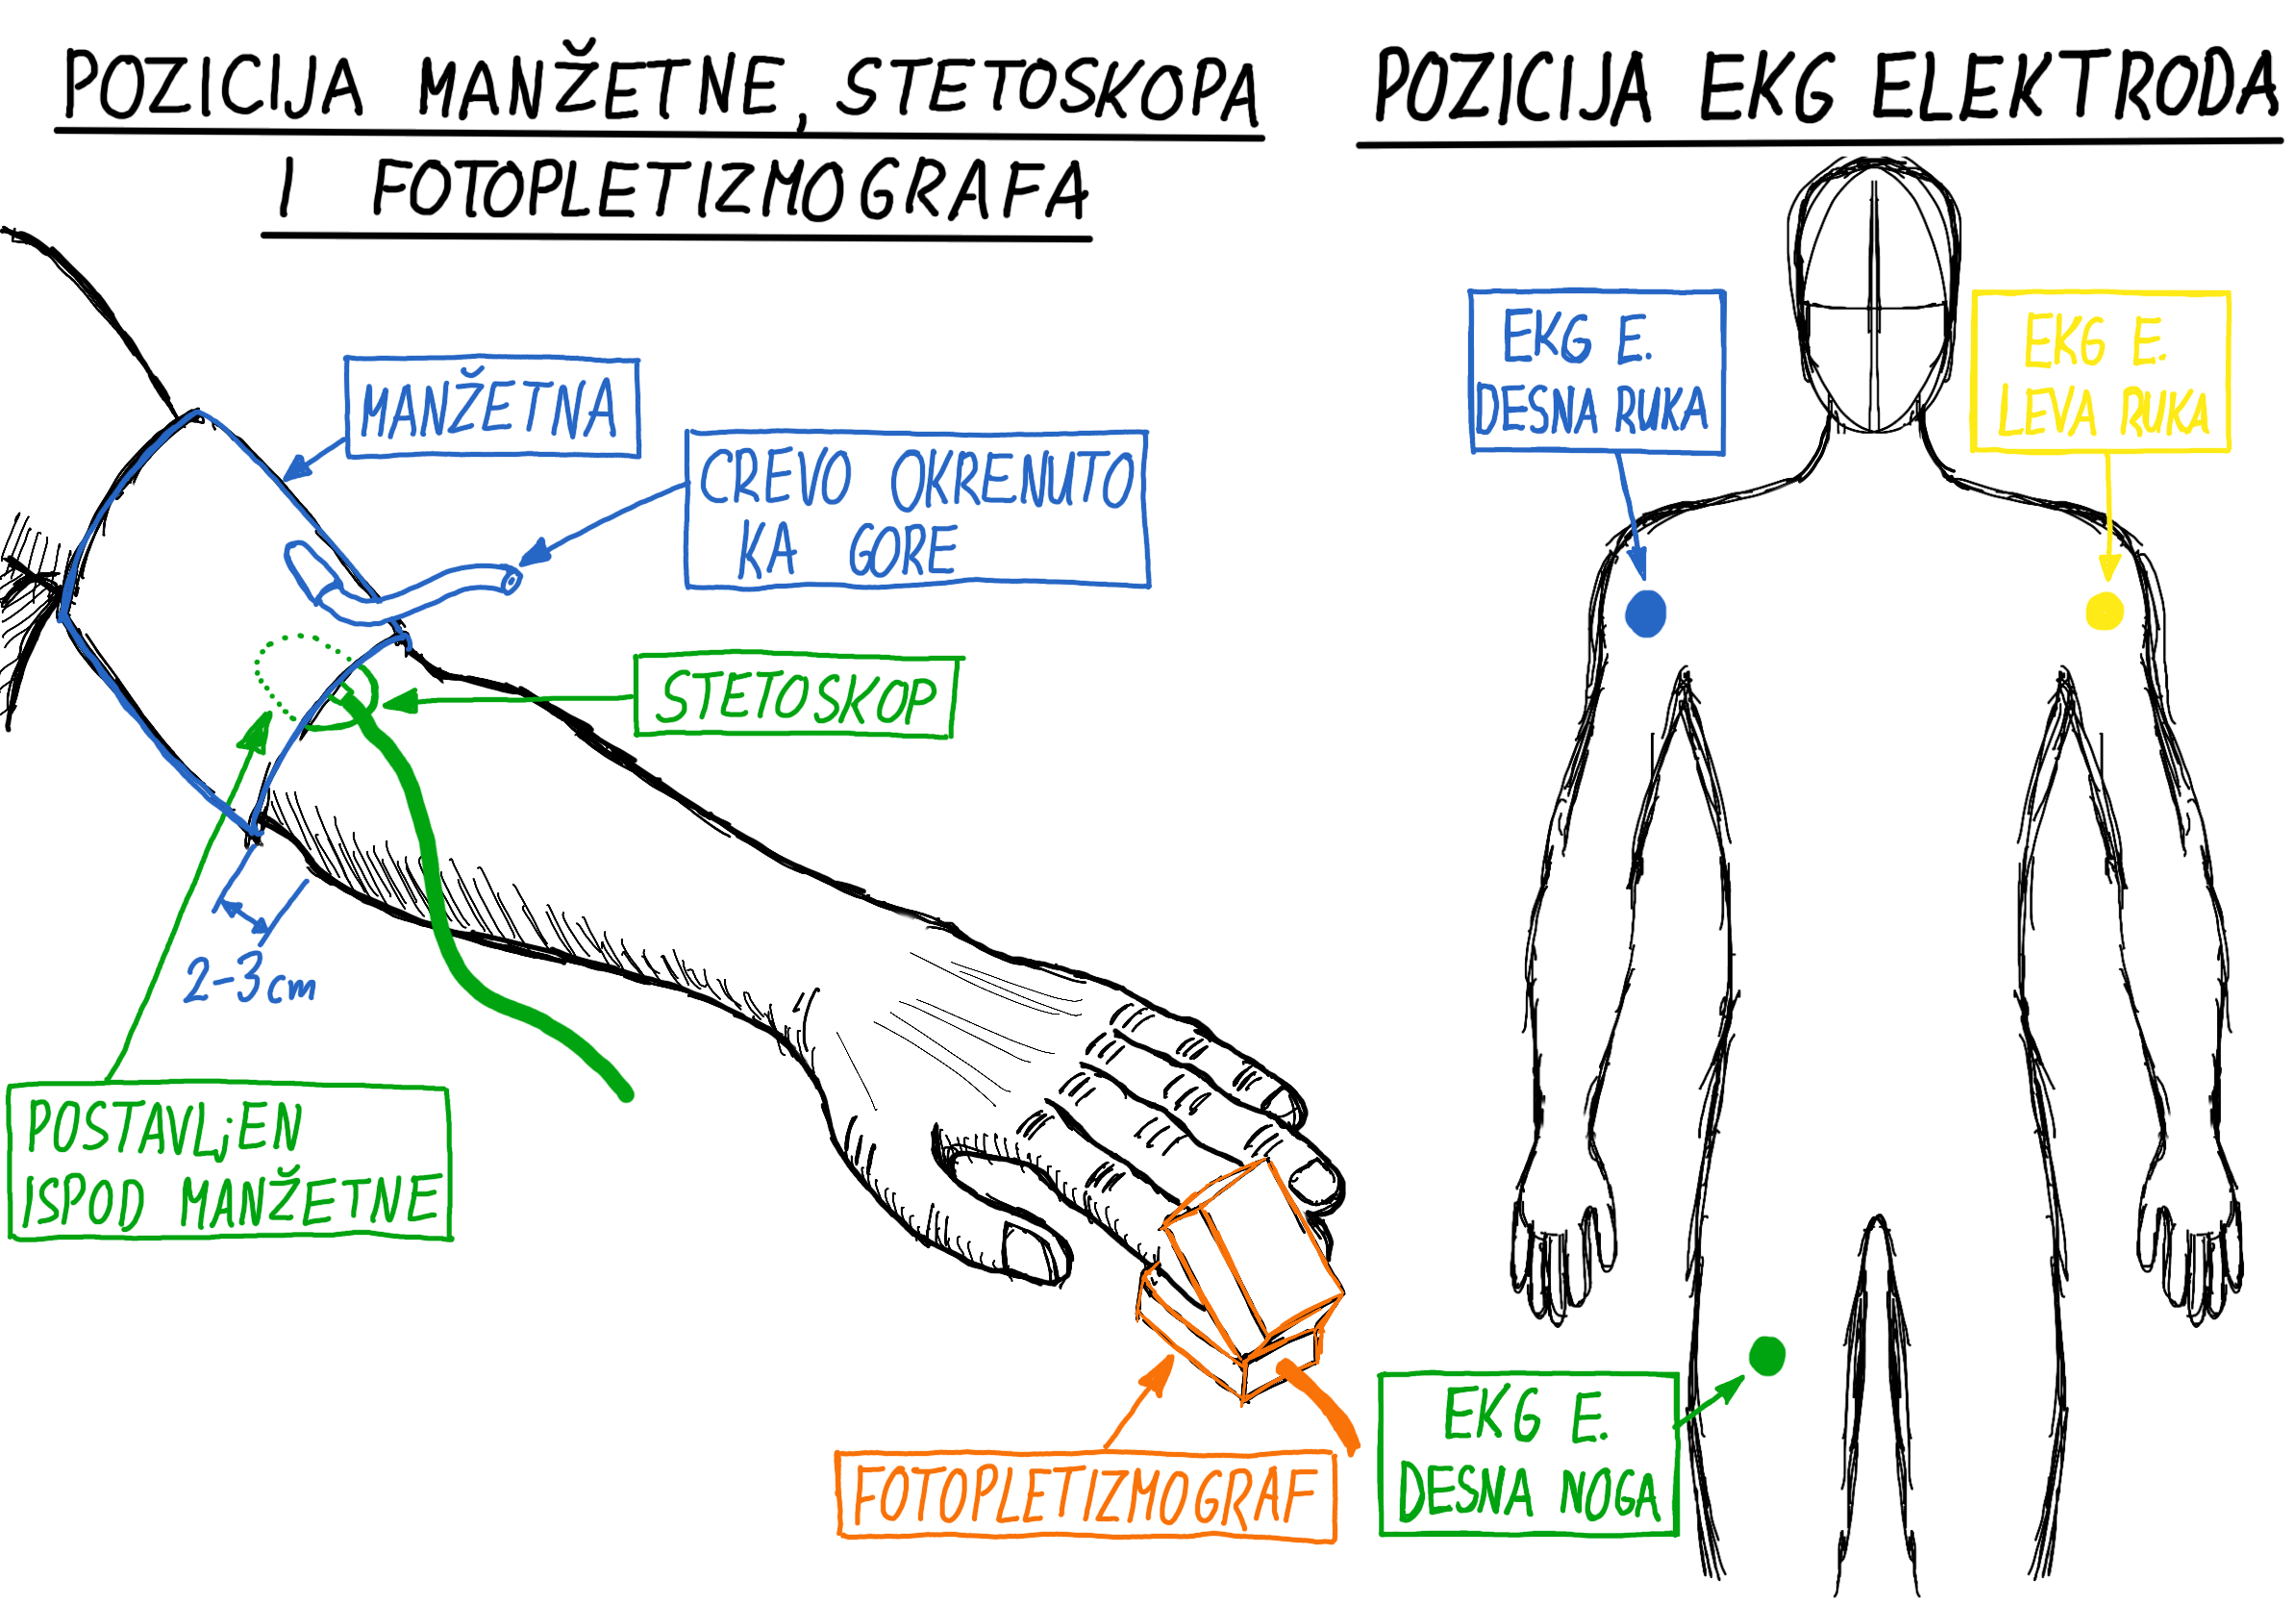 POZICIJA MANŽETNE, STETOSKOPA
I FOTOPLETIZMOGRAFA
MANŽETNA
CREVO OKRENUTO
KA GORE
STETOSKOP
2-3cm
POSTAVLjEN
ISPOD MANŽETNE
FOTOPLETIZMOGRAF
POZICIJA EKG ELEKTRODA
EKG E.
DESNA RUKA
EKG E.
LEVA RUKA
EKG E.
DESNA NOGA